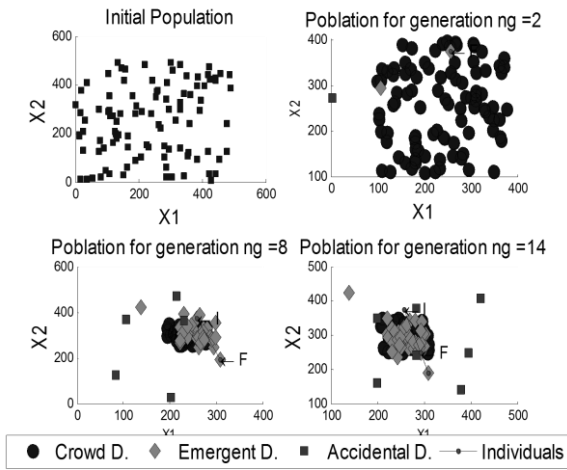 Initial Population
600
400
X2
200
0
0 200 400 600
X1
Poblation for generation ng =2
400
300
X2
200
100
0 100 200 300 400
X1
Poblation for generation ng =8
600
400
X2
200
0
0 100 200 300 400
X1
I
F
Poblation for generation ng =14
500
400
X2
300
200
100
100 200 300 400 500
X1
I
F
Crowd D. Emergent D. Accidental D. Individuals